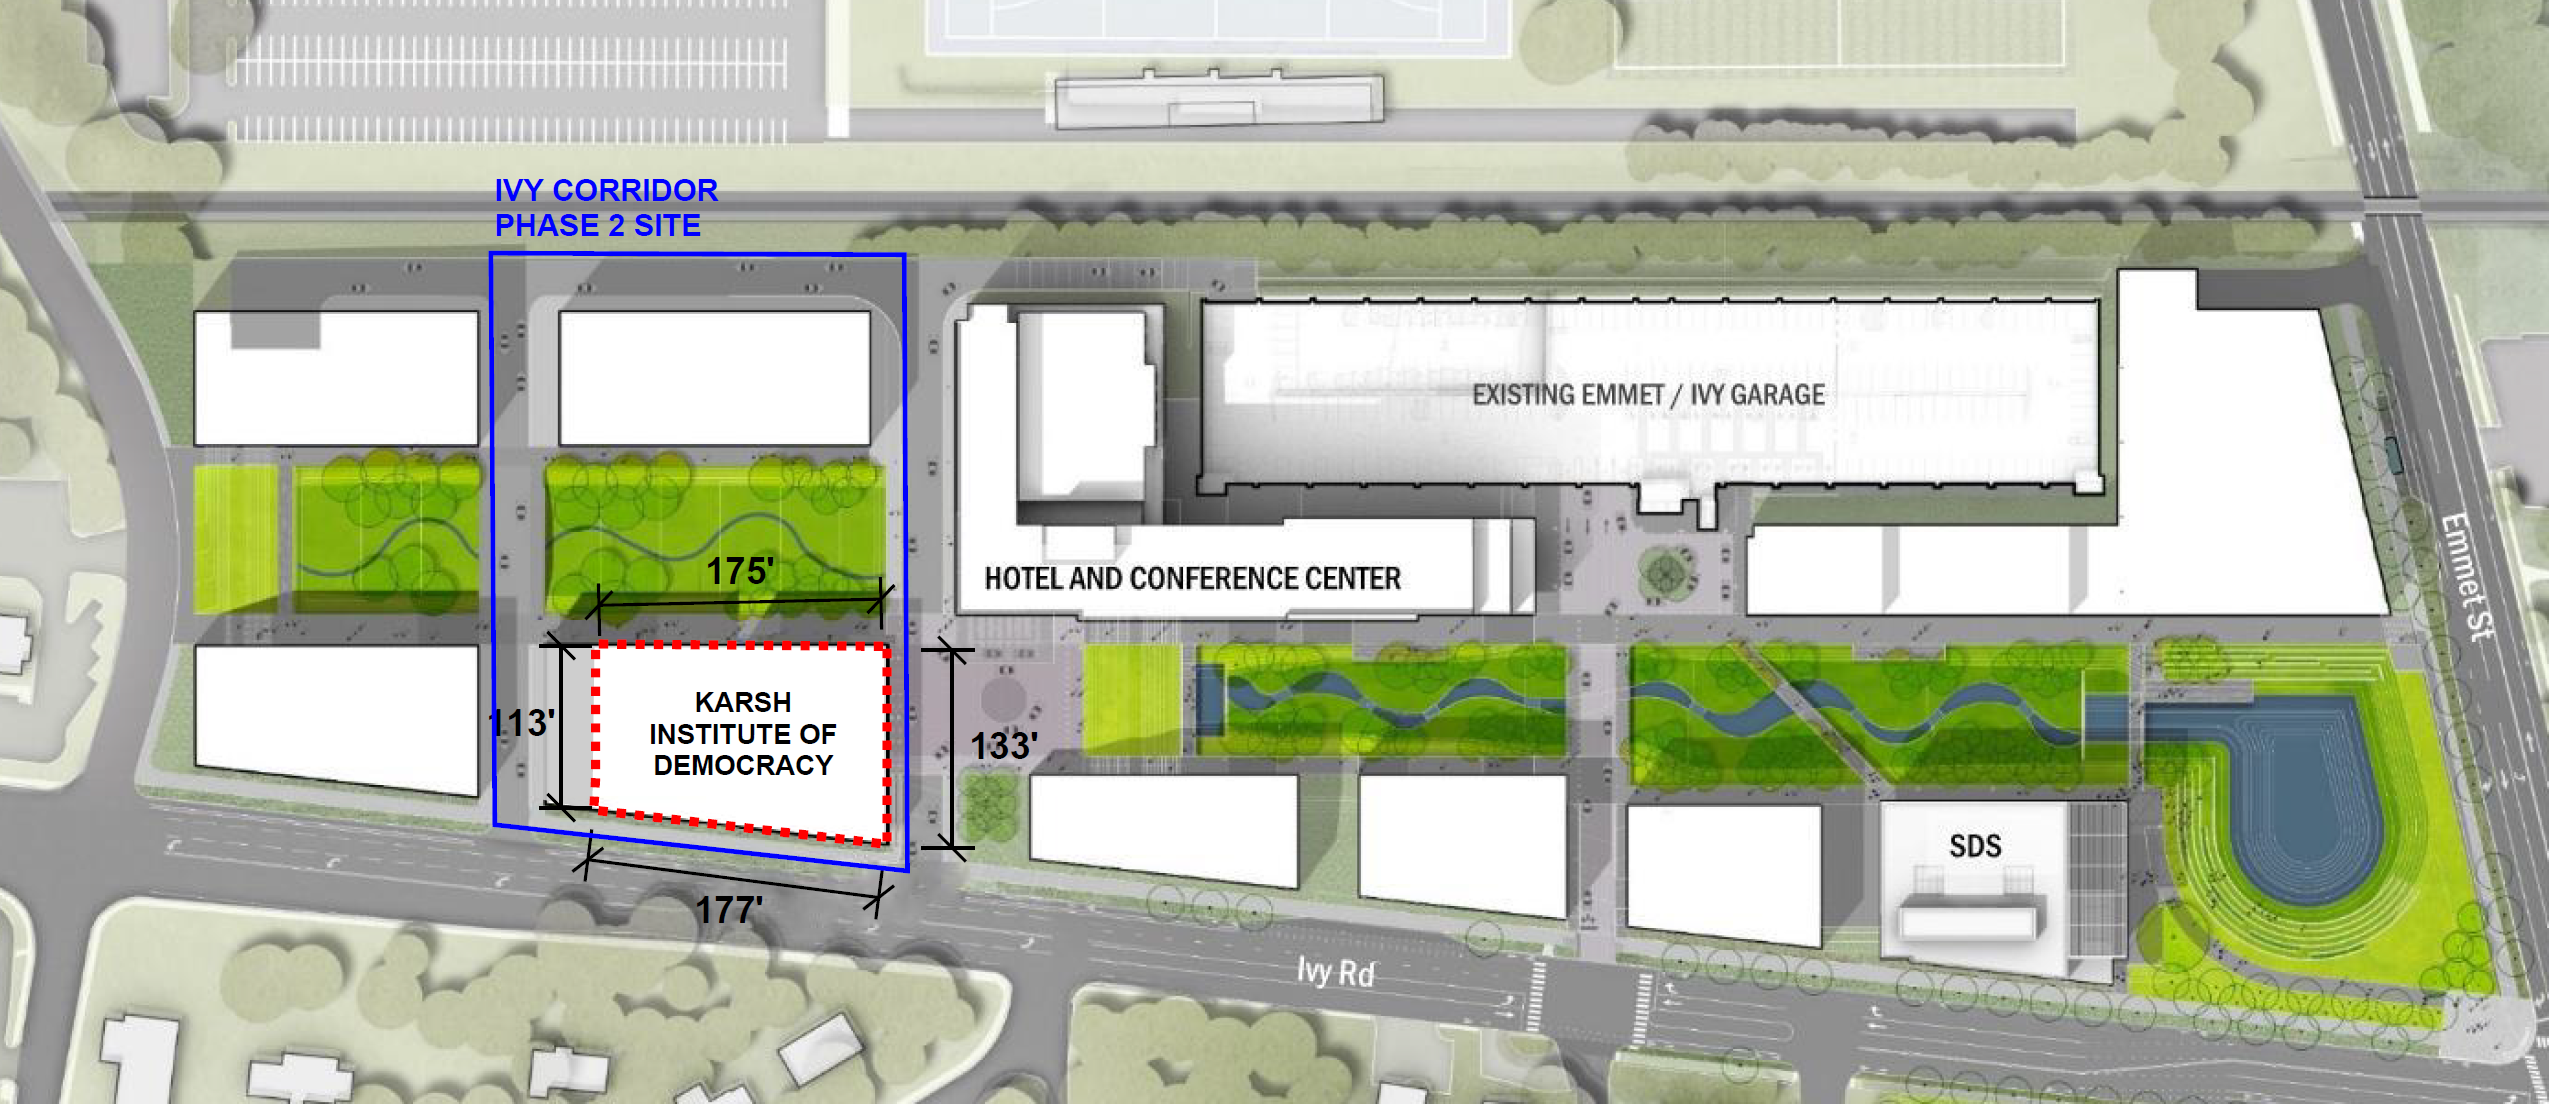 IVY CORRIDOR
PHASE 2 SITE
EXISTING EMMET / IVY GARAGE
HOTEL AND CONFERENCE CENTER
Emmet St
175'
113'
KARSH
INSTITUTE OF
DEMOCRACY
133'
177'
SDS
Ivy Rd